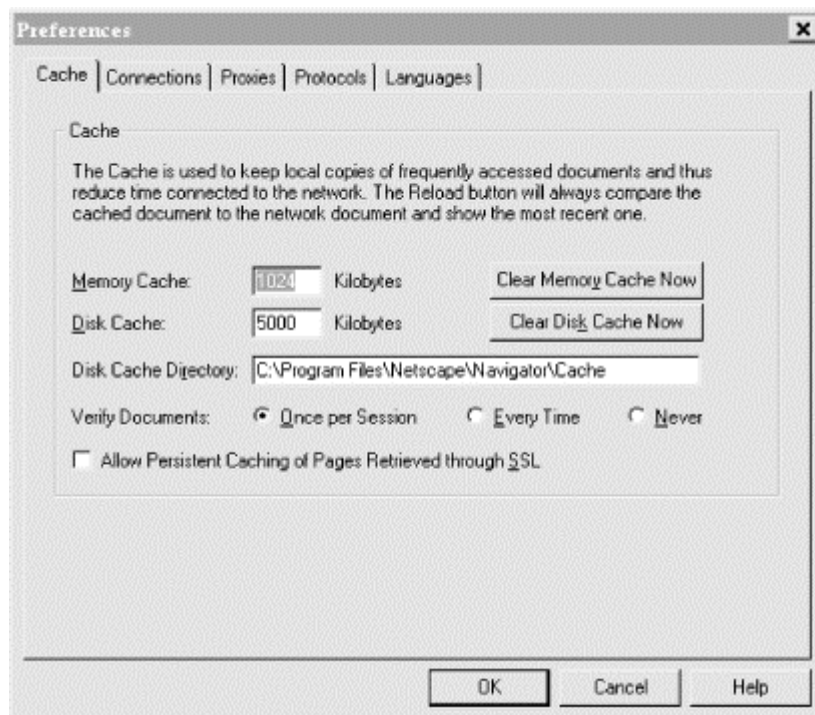 Preferences
Cache Connections Proxies Protocols Languages
Cache
The Cache is used to keep local copies of frequently accessed documents and thus
reduce time connected to the network. The Reload button will always compare the
cached document to the network document and show the most recent one.
Memory Cache: 1024 Kilobytes Clear Memory Cache Now
Disk Cache: 5000 Kilobytes Clear Disk Cache Now
Disk Cache Directory: C:\Program Files\Netscape\Navigator\Cache
Verify Documents: Once per Session Every Time Never
Allow Persistent Caching of Pages Retrieved through SSL
OK Cancel Help